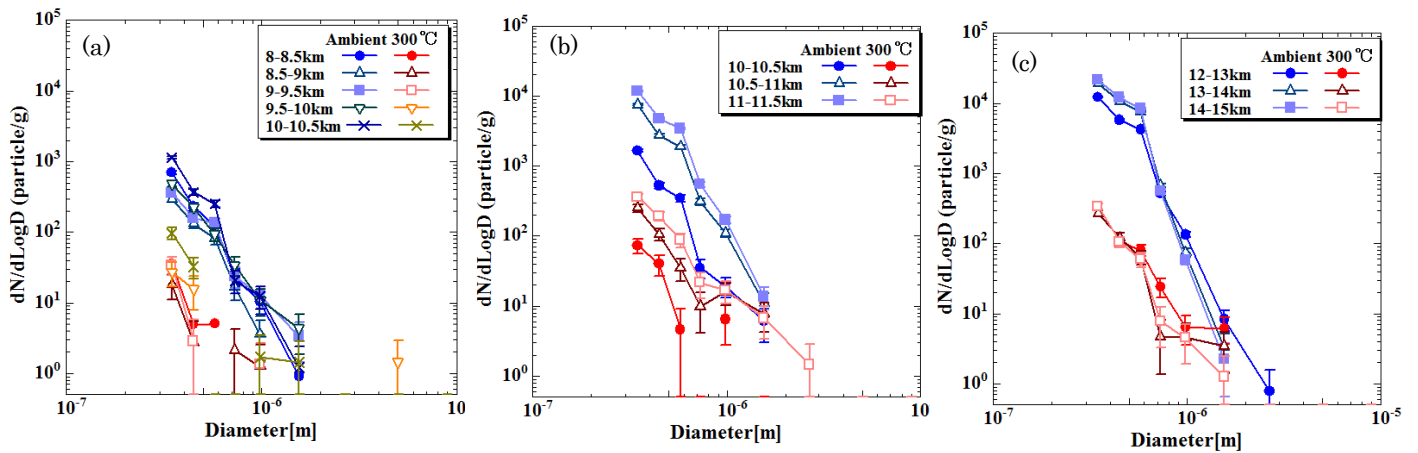 (a)
Ambient 300℃
8-8.5km
8.5-9km
9-9.5km
9.5-10km
10-10.5km
dN/dLogD (particle/g)
10^5
10^4
10^3
10^2
10^1
10^0
10^-7
10^-6
10
Diameter[m]
(b)
Ambient 300℃
10-10.5km
10.5-11km
11-11.5km
dN/dLogD (particle/g)
10^5
10^4
10^3
10^2
10^1
10^0
10^-7
10^-6
10
Diameter[m]
(c)
Ambient 300℃
12-13km
13-14km
14-15km
dN/dLogD (particle/g)
10^5
10^4
10^3
10^2
10^1
10^0
10^-7
10^-6
10^-5
Diameter[m]